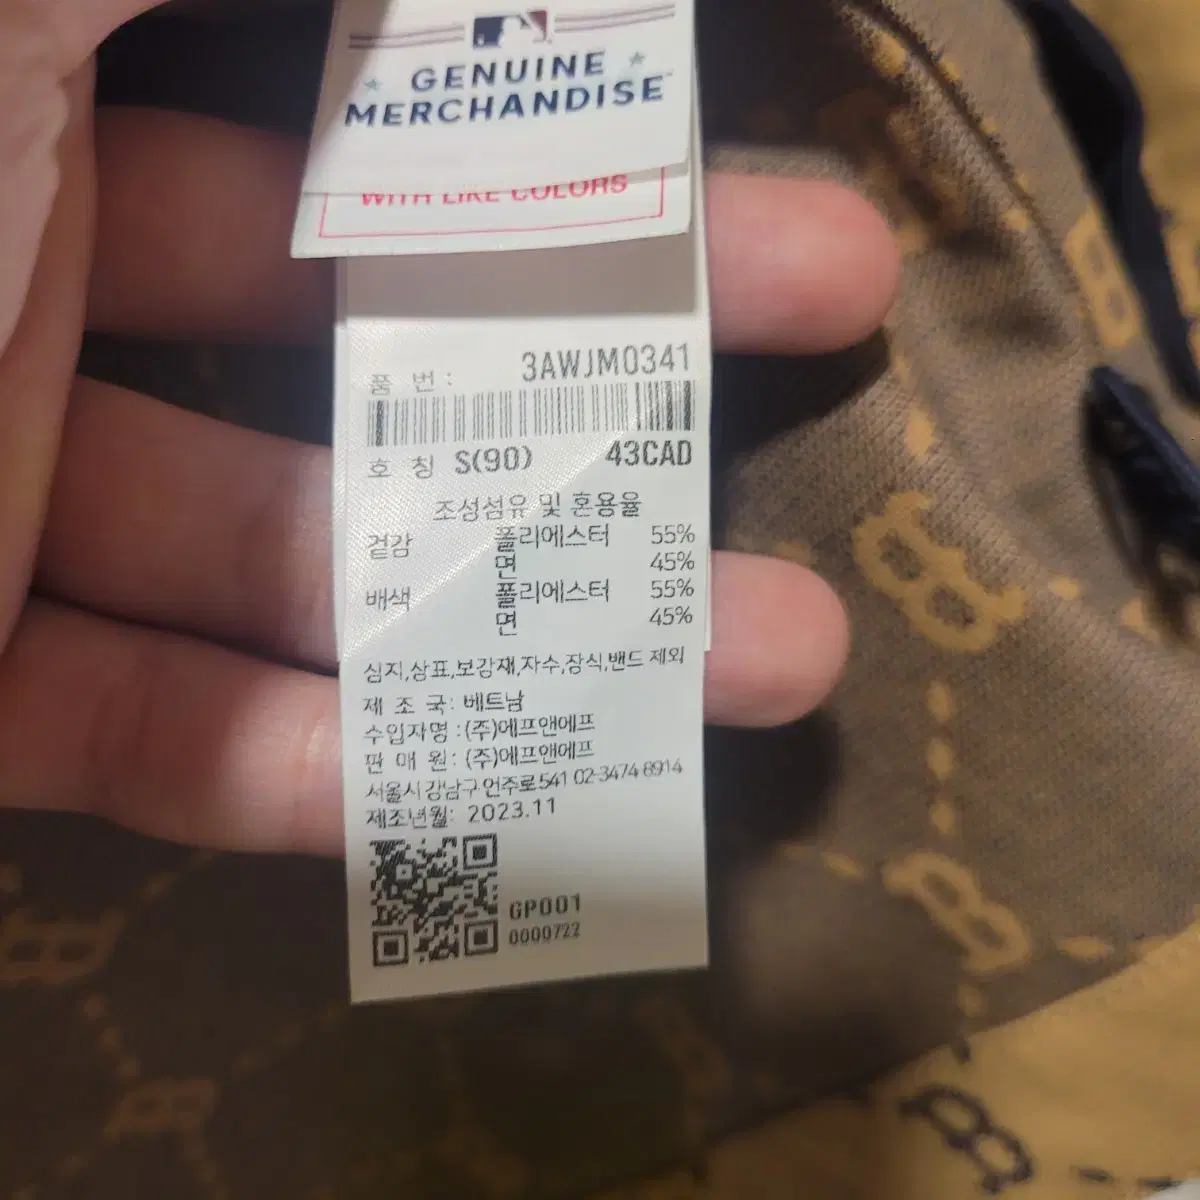 GENUINE
MERCHANDISE
WITH LIKE COLORS
품 번 : 3AWJM0341
호 칭 S(90) 43CAD
조성섬유 및 혼용율
겉감 폴리에스터 55%
면 45%
배색 폴리에스터 55%
면 45%
심지,상표,보강재,자수,장식,밴드 제외
제 조 국: 베트남
수입자명 :(주)에프앤에프
판 매 원: (주)에프앤에프
서울시 강남구 언주로 541 02-3474-8914
제조년월: 2023.11
GP001
0000722